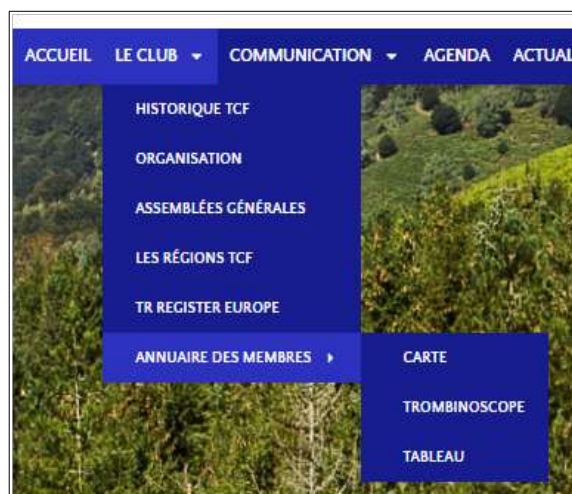 ACCUEIL LE CLUB COMMUNICATION AGENDA ACTUAL
HISTORIQUE TCF
ORGANISATION
ASSEMBLÉES GÉNÉRALES
LES RÉGIONS TCF
TR REGISTER EUROPE
ANNUAIRE DES MEMBRES CARTE
TROMBINOSCOPE
TABLEAU